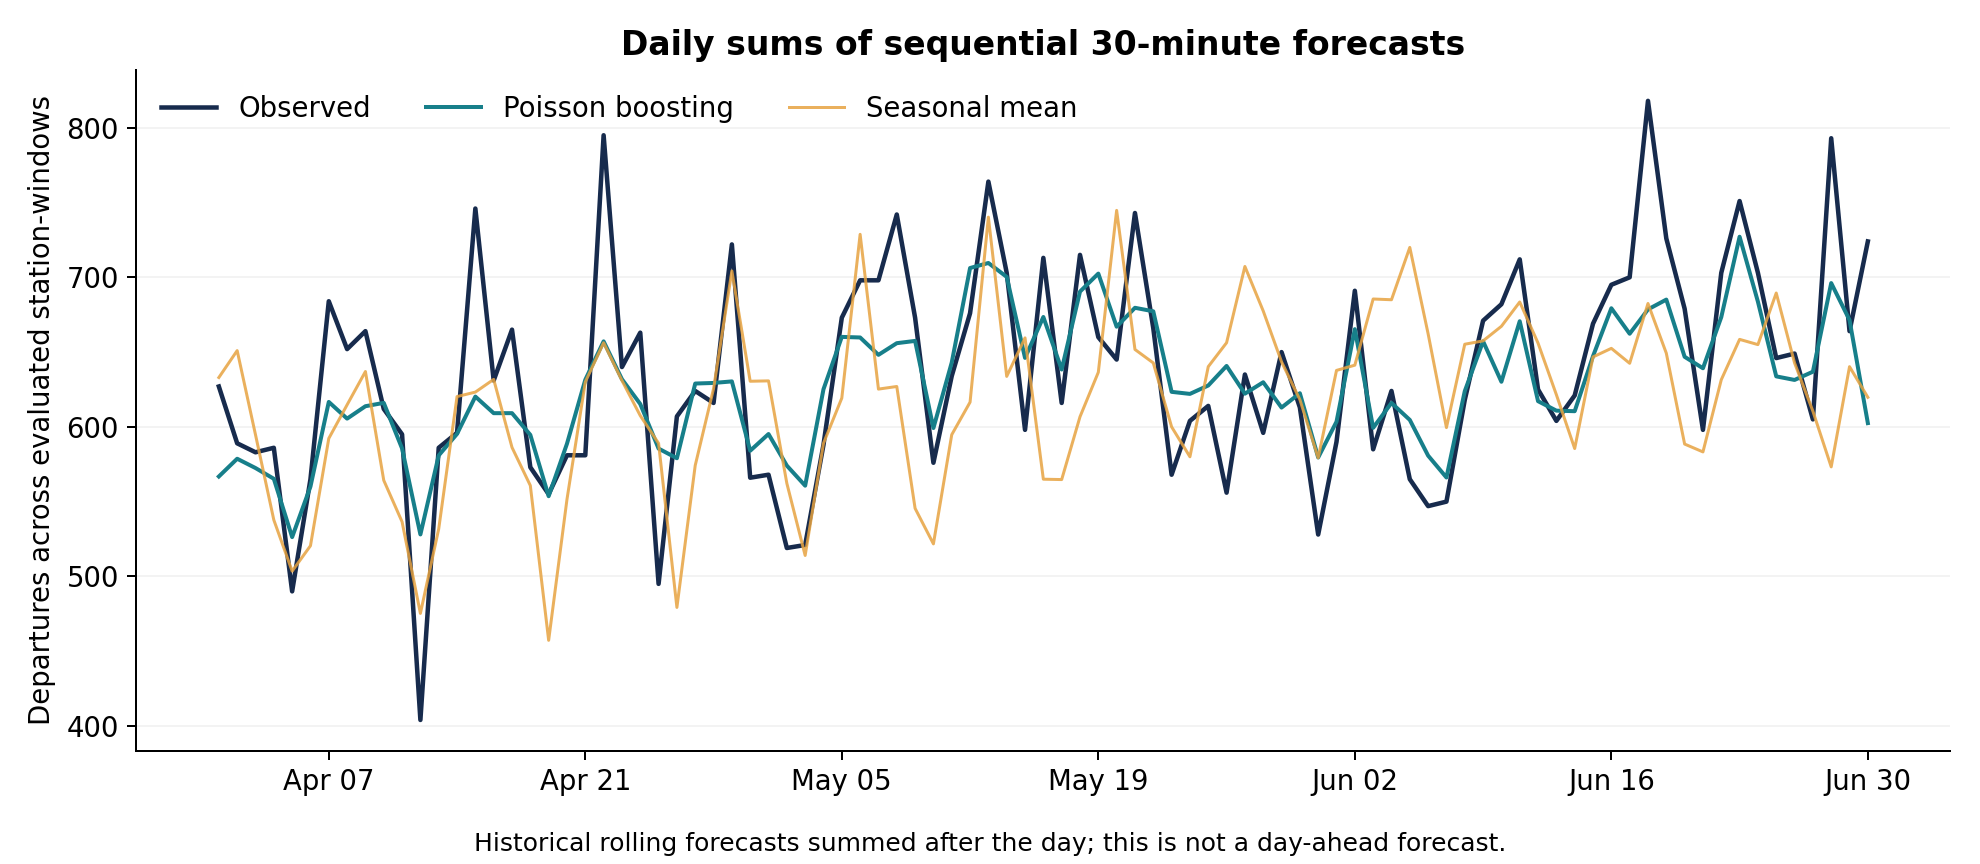 Daily sums of sequential 30-minute forecasts
Observed
Poisson boosting
Seasonal mean
Departures across evaluated station-windows
800
700
600
500
400
Apr 07
Apr 21
May 05
May 19
Jun 02
Jun 16
Jun 30
Historical rolling forecasts summed after the day; this is not a day-ahead forecast.